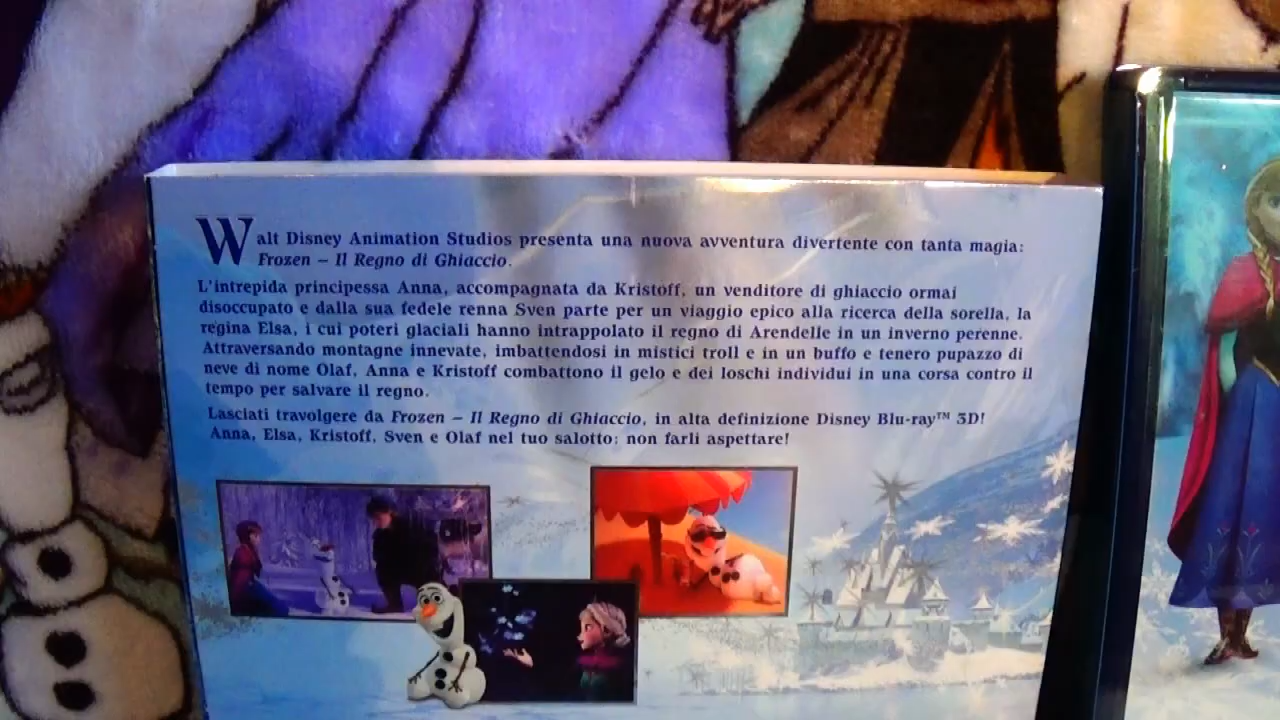 Walt Disney Animation Studios presenta una nuova avventura divertente con tanta magia:
Frozen – Il Regno di Ghiaccio.
L'intrepida principessa Anna, accompagnata da Kristoff, un venditore di ghiaccio ormai
disoccupato e dalla sua fedele renna Sven parte per un viaggio epico alla ricerca della sorella, la
regina Elsa, i cui poteri glaciali hanno intrappolato il regno di Arendelle in un inverno perenne.
Attraversando montagne innevate, imbattendosi in mistici troll e in un buffo e tenero pupazzo di
neve di nome Olaf, Anna e Kristoff combattono il gelo e dei loschi individui in una corsa contro il
tempo per salvare il regno.
Lasciati travolgere da Frozen – Il Regno di Ghiaccio, in alta definizione Disney Blu-ray™ 3D!
Anna, Elsa, Kristoff, Sven e Olaf nel tuo salotto: non farli aspettare!